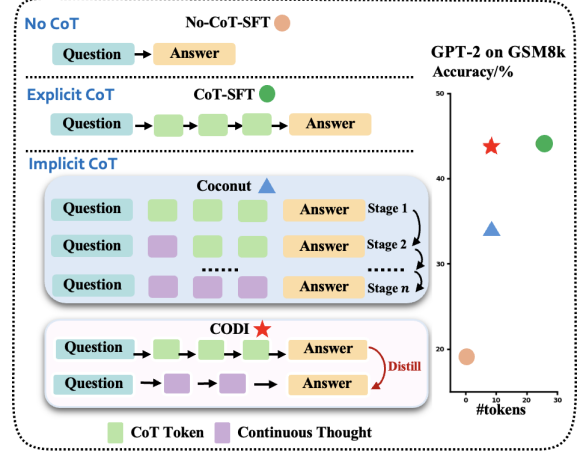 No CoT
No-CoT-SFT
Question
Answer
Explicit CoT
CoT-SFT
Question
Answer
Implicit CoT
Coconut
Question
Answer
Stage 1
Question
Answer
Stage 2
Question
Answer
Stage n
CODI
Question
Answer
Distill
Question
Answer
CoT Token
Continuous Thought
GPT-2 on GSM8k
Accuracy/%
50
40
30
20
0
10
20
30
#tokens